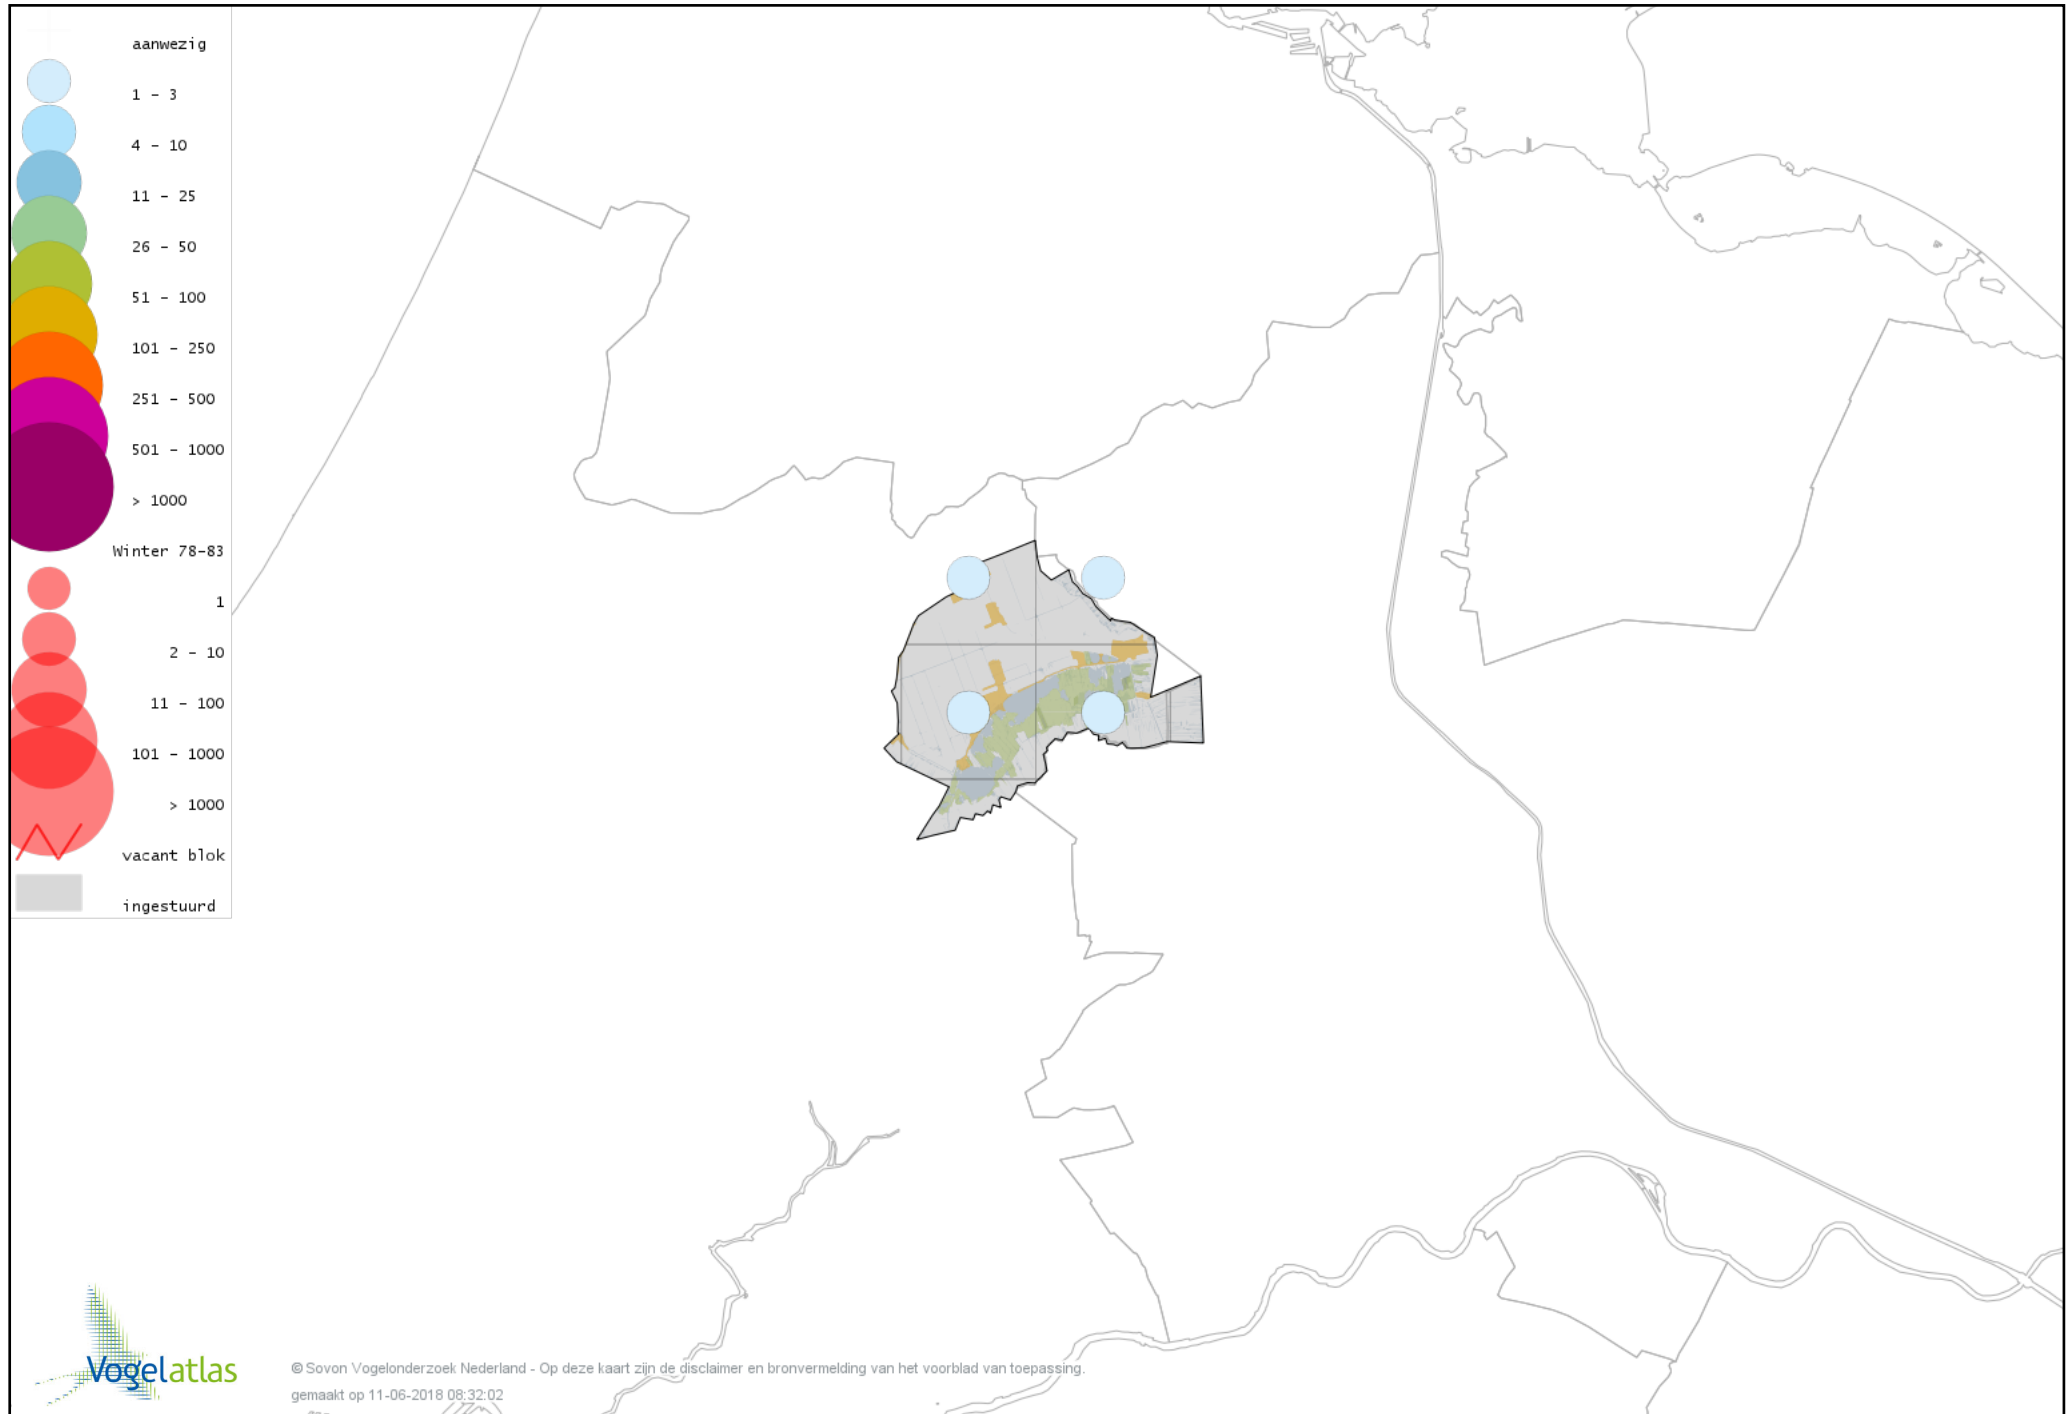 aanwezig
1 - 3
4 - 10
11 - 25
26 - 50
51 - 100
101 - 250
251 - 500
501 - 1000
> 1000
Winter 78-83
1
2 - 10
11 - 100
101 - 1000
> 1000
vacant blok
ingestuurd
Vogelatlas
© Sovon Vogelonderzoek Nederland - Op deze kaart zijn de disclaimer en bronvermelding van het voorblad van toepassing.
gemaakt op 11-06-2018 08:32:02